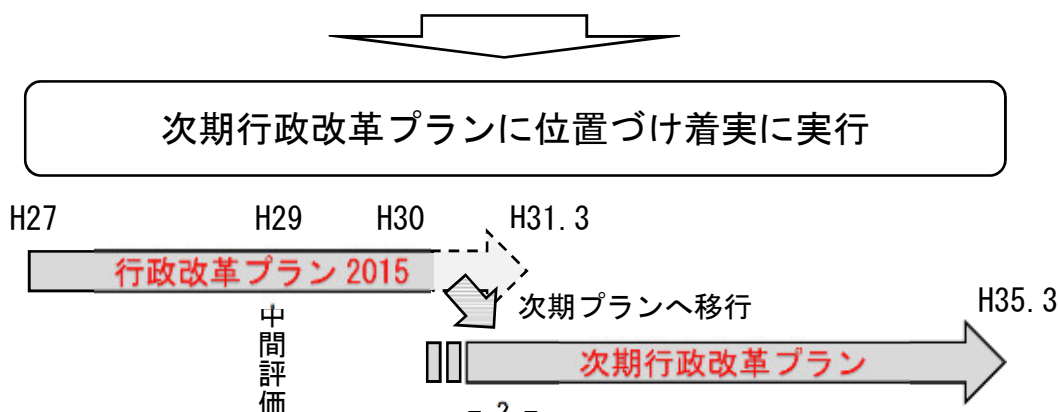 次期行政改革プランに位置づけ着実に実行
H27 H29 H30 H31.3
行政改革プラン 2015
次期プランへ移行
H35.3
中間評価
次期行政改革プラン
- 2 -